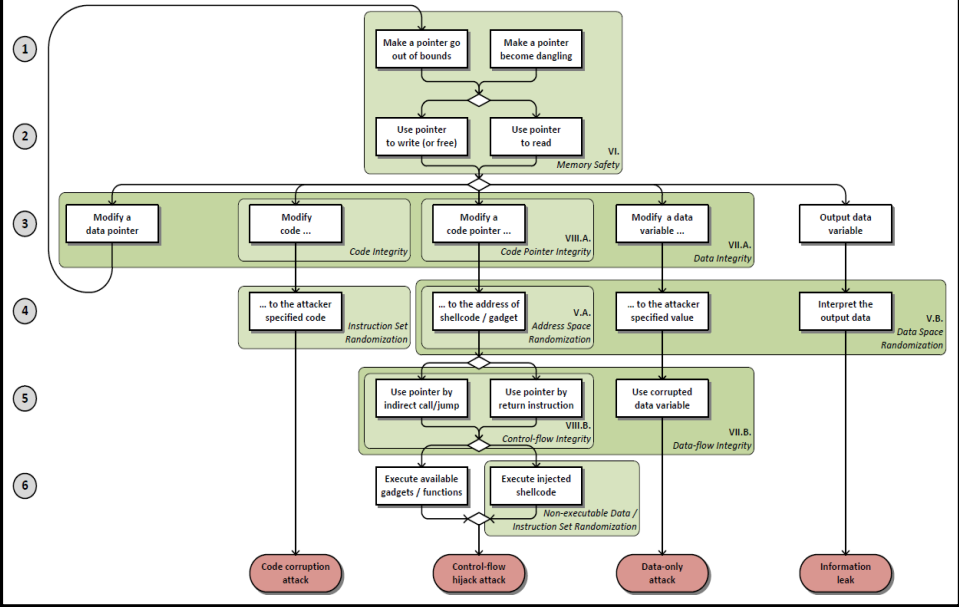 1
Make a pointer go
out of bounds
Make a pointer
become dangling
2
Use pointer
to write (or free)
Use pointer
to read
VI.
Memory Safety
3
Modify a
data pointer
Modify
code ...
Code Integrity
Modify a
code pointer ...
VIII.A.
Code Pointer Integrity
Modify a data
variable ...
VII.A.
Data Integrity
Output data
variable
4
... to the attacker
specified code
Instruction Set
Randomization
... to the address of
shellcode / gadget
V.A.
Address Space
Randomization
... to the attacker
specified value
Interpret the
output data
V.B.
Data Space
Randomization
5
Use pointer by
indirect call/jump
Use pointer by
return instruction
VIII.B.
Control-flow Integrity
Use corrupted
data variable
VII.B.
Data-flow Integrity
6
Execute available
gadgets / functions
Execute injected
shellcode
Non-executable Data /
Instruction Set Randomization
Code corruption
attack
Control-flow
hijack attack
Data-only
attack
Information
leak